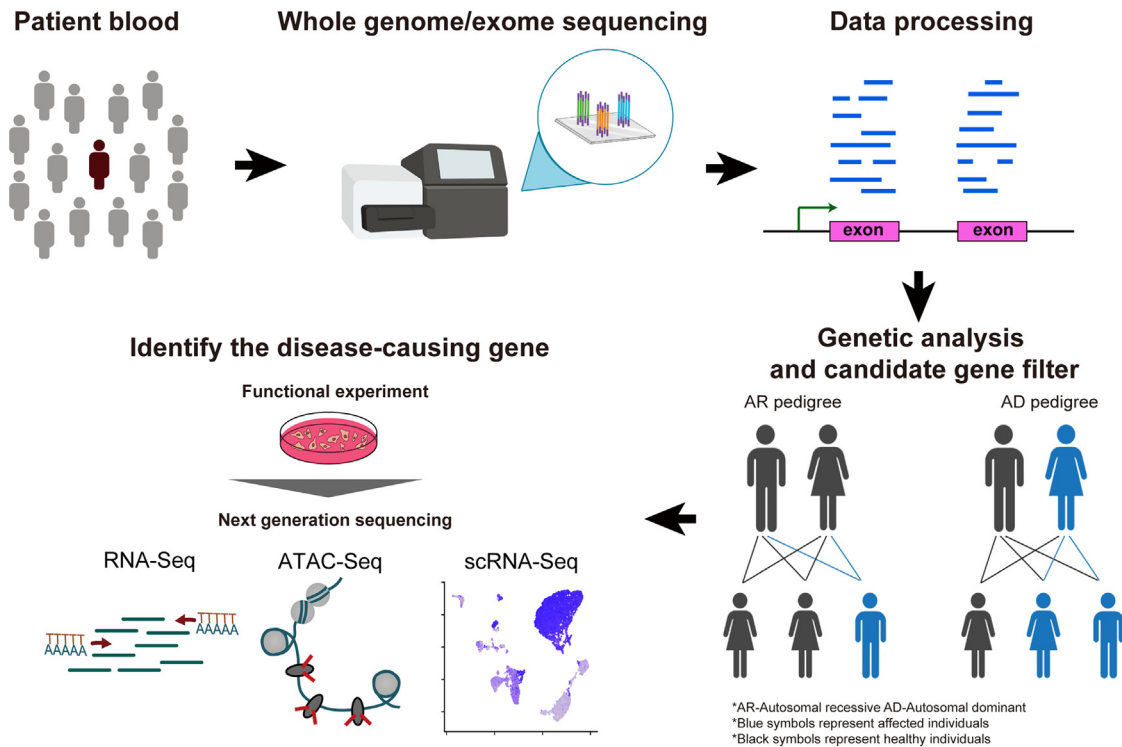 Patient blood
Whole genome/exome sequencing
Data processing
exon
exon
Genetic analysis
and candidate gene filter
AR pedigree
AD pedigree
*AR-Autosomal recessive AD-Autosomal dominant
*Blue symbols represent affected individuals
*Black symbols represent healthy individuals
Identify the disease-causing gene
Functional experiment
Next generation sequencing
RNA-Seq
ATAC-Seq
scRNA-Seq
AAAAA
AAAAA